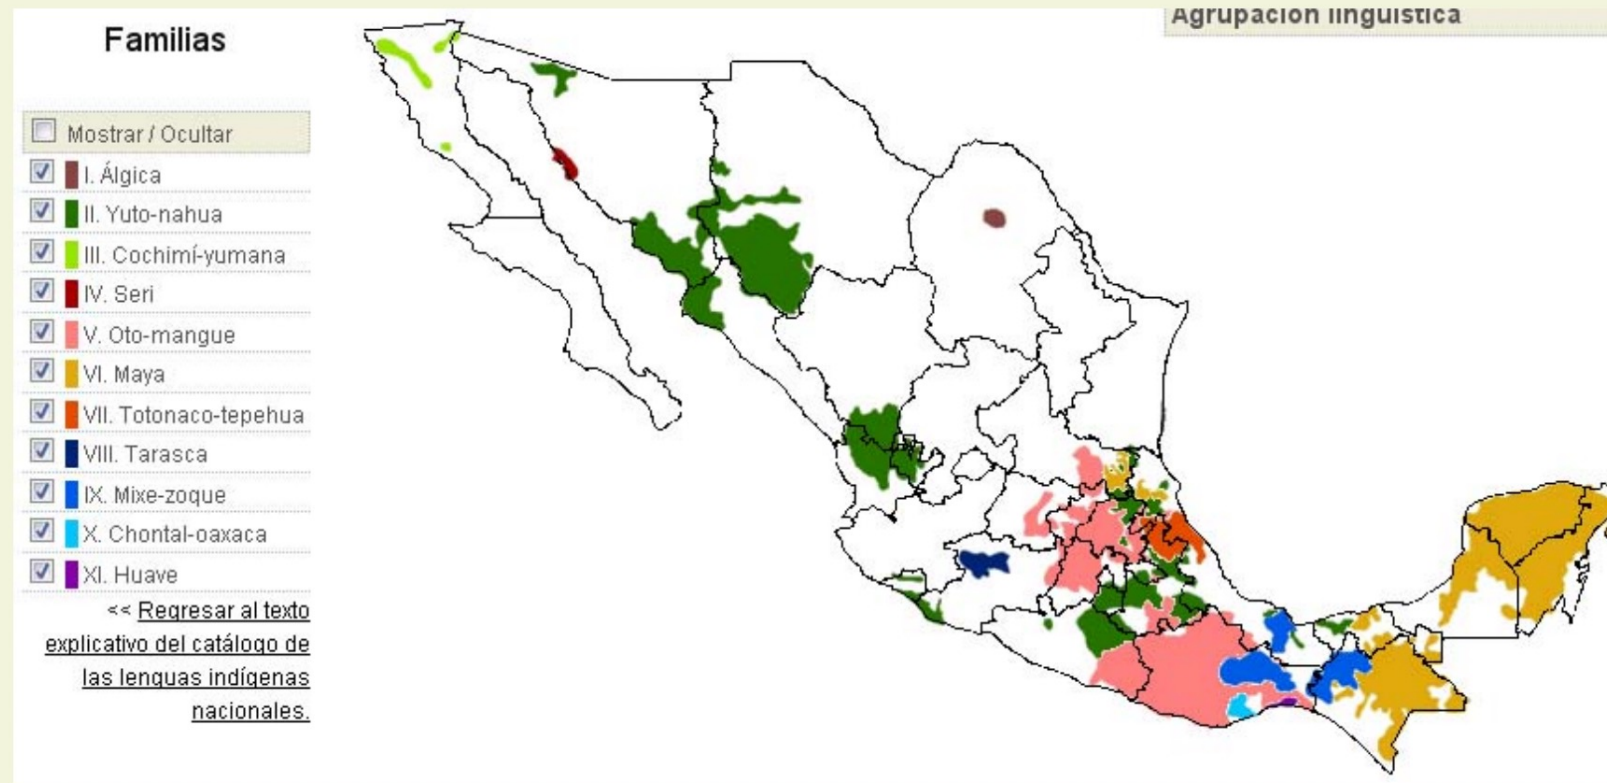 Agrupación lingüística
Familias
Mostrar / Ocultar
I. Álgica
II. Yuto-nahua
III. Cochimí-yumana
IV. Seri
V. Oto-mangue
VI. Maya
VII. Totonaco-tepehua
VIII. Tarasca
IX. Mixe-zoque
X. Chontal-oaxaca
XI. Huave
<< Regresar al texto
explicativo del catálogo de
las lenguas indígenas
nacionales.